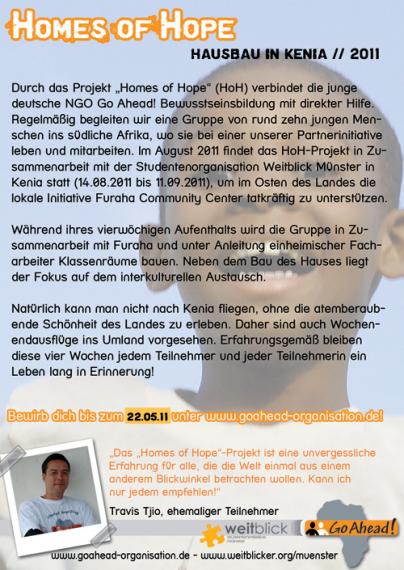 Homes of Hope
Hausbau in Kenia // 2011
Durch das Projekt „Homes of Hope" (HoH) verbindet die junge
deutsche NGO Go Ahead! Bewusstseinsbildung mit direkter Hilfe.
Regelmäßig begleiten wir eine Gruppe von rund zehn jungen Men-
schen ins südliche Afrika, wo sie bei einer unserer Partnerinitiative
leben und mitarbeiten. Im August 2011 findet das HoH-Projekt in Zu-
sammenarbeit mit der Studentenorganisation Weitblick Münster in
Kenia statt (14.08.2011 bis 11.09.2011), um im Osten des Landes die
lokale Initiative Furaha Community Center tatkräftig zu unterstützen.
Während ihres vierwöchigen Aufenthalts wird die Gruppe in Zu-
sammenarbeit mit Furaha und unter Anleitung einheimischer Fach-
arbeiter Klassenräume bauen. Neben dem Bau des Hauses liegt
der Fokus auf dem interkulturellen Austausch.
Natürlich kann man nicht nach Kenia fliegen, ohne die atemberaub-
ende Schönheit des Landes zu erleben. Daher sind auch Wochen-
endausflüge ins Umland vorgesehen. Erfahrungsgemäß bleiben
diese vier Wochen jedem Teilnehmer und jeder Teilnehmerin ein
Leben lang in Erinnerung!
Bewirb dich bis zum 22.05.11 unter www.goahead-organisation.de!
„Das „Homes of Hope"-Projekt ist eine unvergessliche
Erfahrung für alle, die die Welt einmal aus einem
anderem Blickwinkel betrachten wollen. Kann ich
nur jedem empfehlen!"
Travis Tjio, ehemaliger Teilnehmer
weitblick
Go Ahead!
www.goahead-organisation.de - www.weitblicker.org/muenster